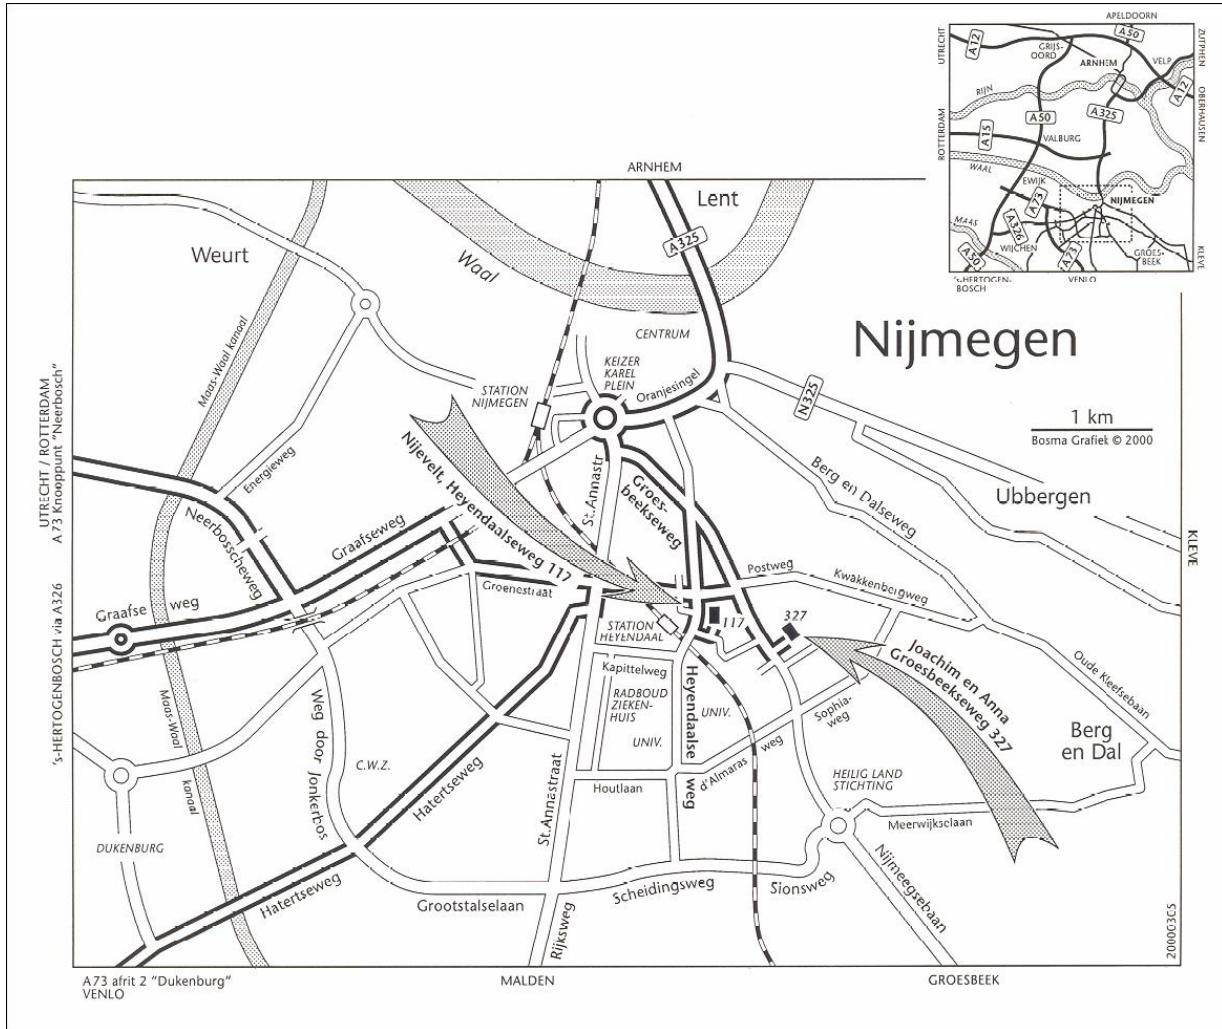 APELDOORN
UTRECHT
A12
GRIJS-
OORD
A50
ARNHEM
VELP
ZUTPHEN
A12
OBERHAUSEN
RIJN
A50
A325
ROTTERDAM
A15
VALBURG
WAAL
EWIJK
A73
NIJMEGEN
MAAS
A326
WIJCHEN
A50
A73
GROES-
BEEK
KLEVE
's-HERTOGEN-
BOSCH
VENLO
ARNHEM
Lent
A325
Weurt
Waal
Nijmegen
CENTRUM
Maas-Waal kanaal
KEIZER
KAREL
PLEIN
Oranjesingel
STATION
NIJMEGEN
N325
1 km
Bosma Grafiek © 2000
UTRECHT / ROTTERDAM
A73 Knooppunt "Neerbosch"
Nijevelt, Heyendaalseweg 117
Energieweg
Berg en Dalseweg
Ubbergen
St.Annastr
Groes-
beekseweg
Neerbosscheweg
Graafseweg
KLEVE
Postweg
Kwakkenbergweg
Groenestraat
Graafse weg
's-HERTOGENBOSCH via A326
STATION
HEYENDAAL
117
327
Joachim en Anna
Groesbeekseweg 327
Oude Kleefsebaan
Kapittelweg
RADBOUD
ZIEKEN-
HUIS
UNIV.
Heyendaalse
weg
UNIV.
Sophia-
weg
Maas-Waal
kanaal
Weg door Jonkerbos
Berg
en Dal
C.W.Z.
d'Almaras weg
HEILIG LAND
STICHTING
Houtlaan
Hatertseweg
St.Annastraat
Meerwijkselaan
DUKENBURG
Nijmeegsebaan
Hatertseweg
Grootstalselaan
Scheidingsweg
Sionsweg
Rijksweg
20000305
A73 afrit 2 "Dukenburg"
VENLO
MALDEN
GROESBEEK